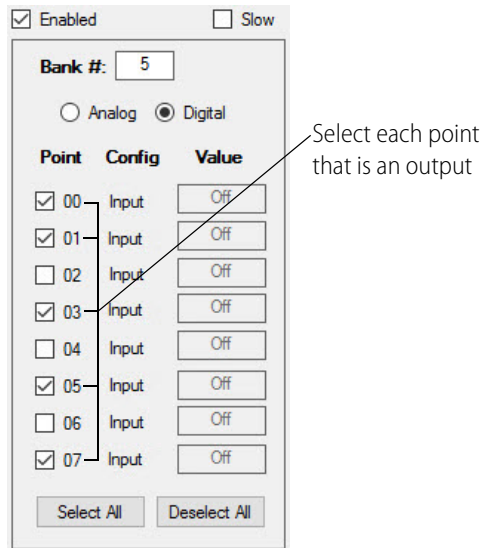 Enabled Slow
Bank #: 5
Analog Digital
Select each point
that is an output
Point Config Value
00 Input Off
01 Input Off
02 Input Off
03 Input Off
04 Input Off
05 Input Off
06 Input Off
07 Input Off
Select All Deselect All